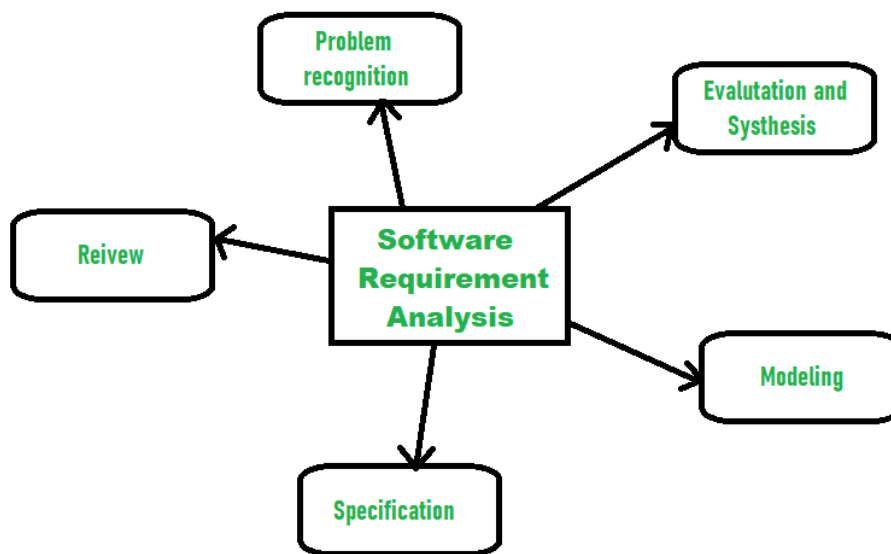 Problem
recognition
Evalutation and
Systhesis
Reivew
Software
Requirement
Analysis
Modeling
Specification